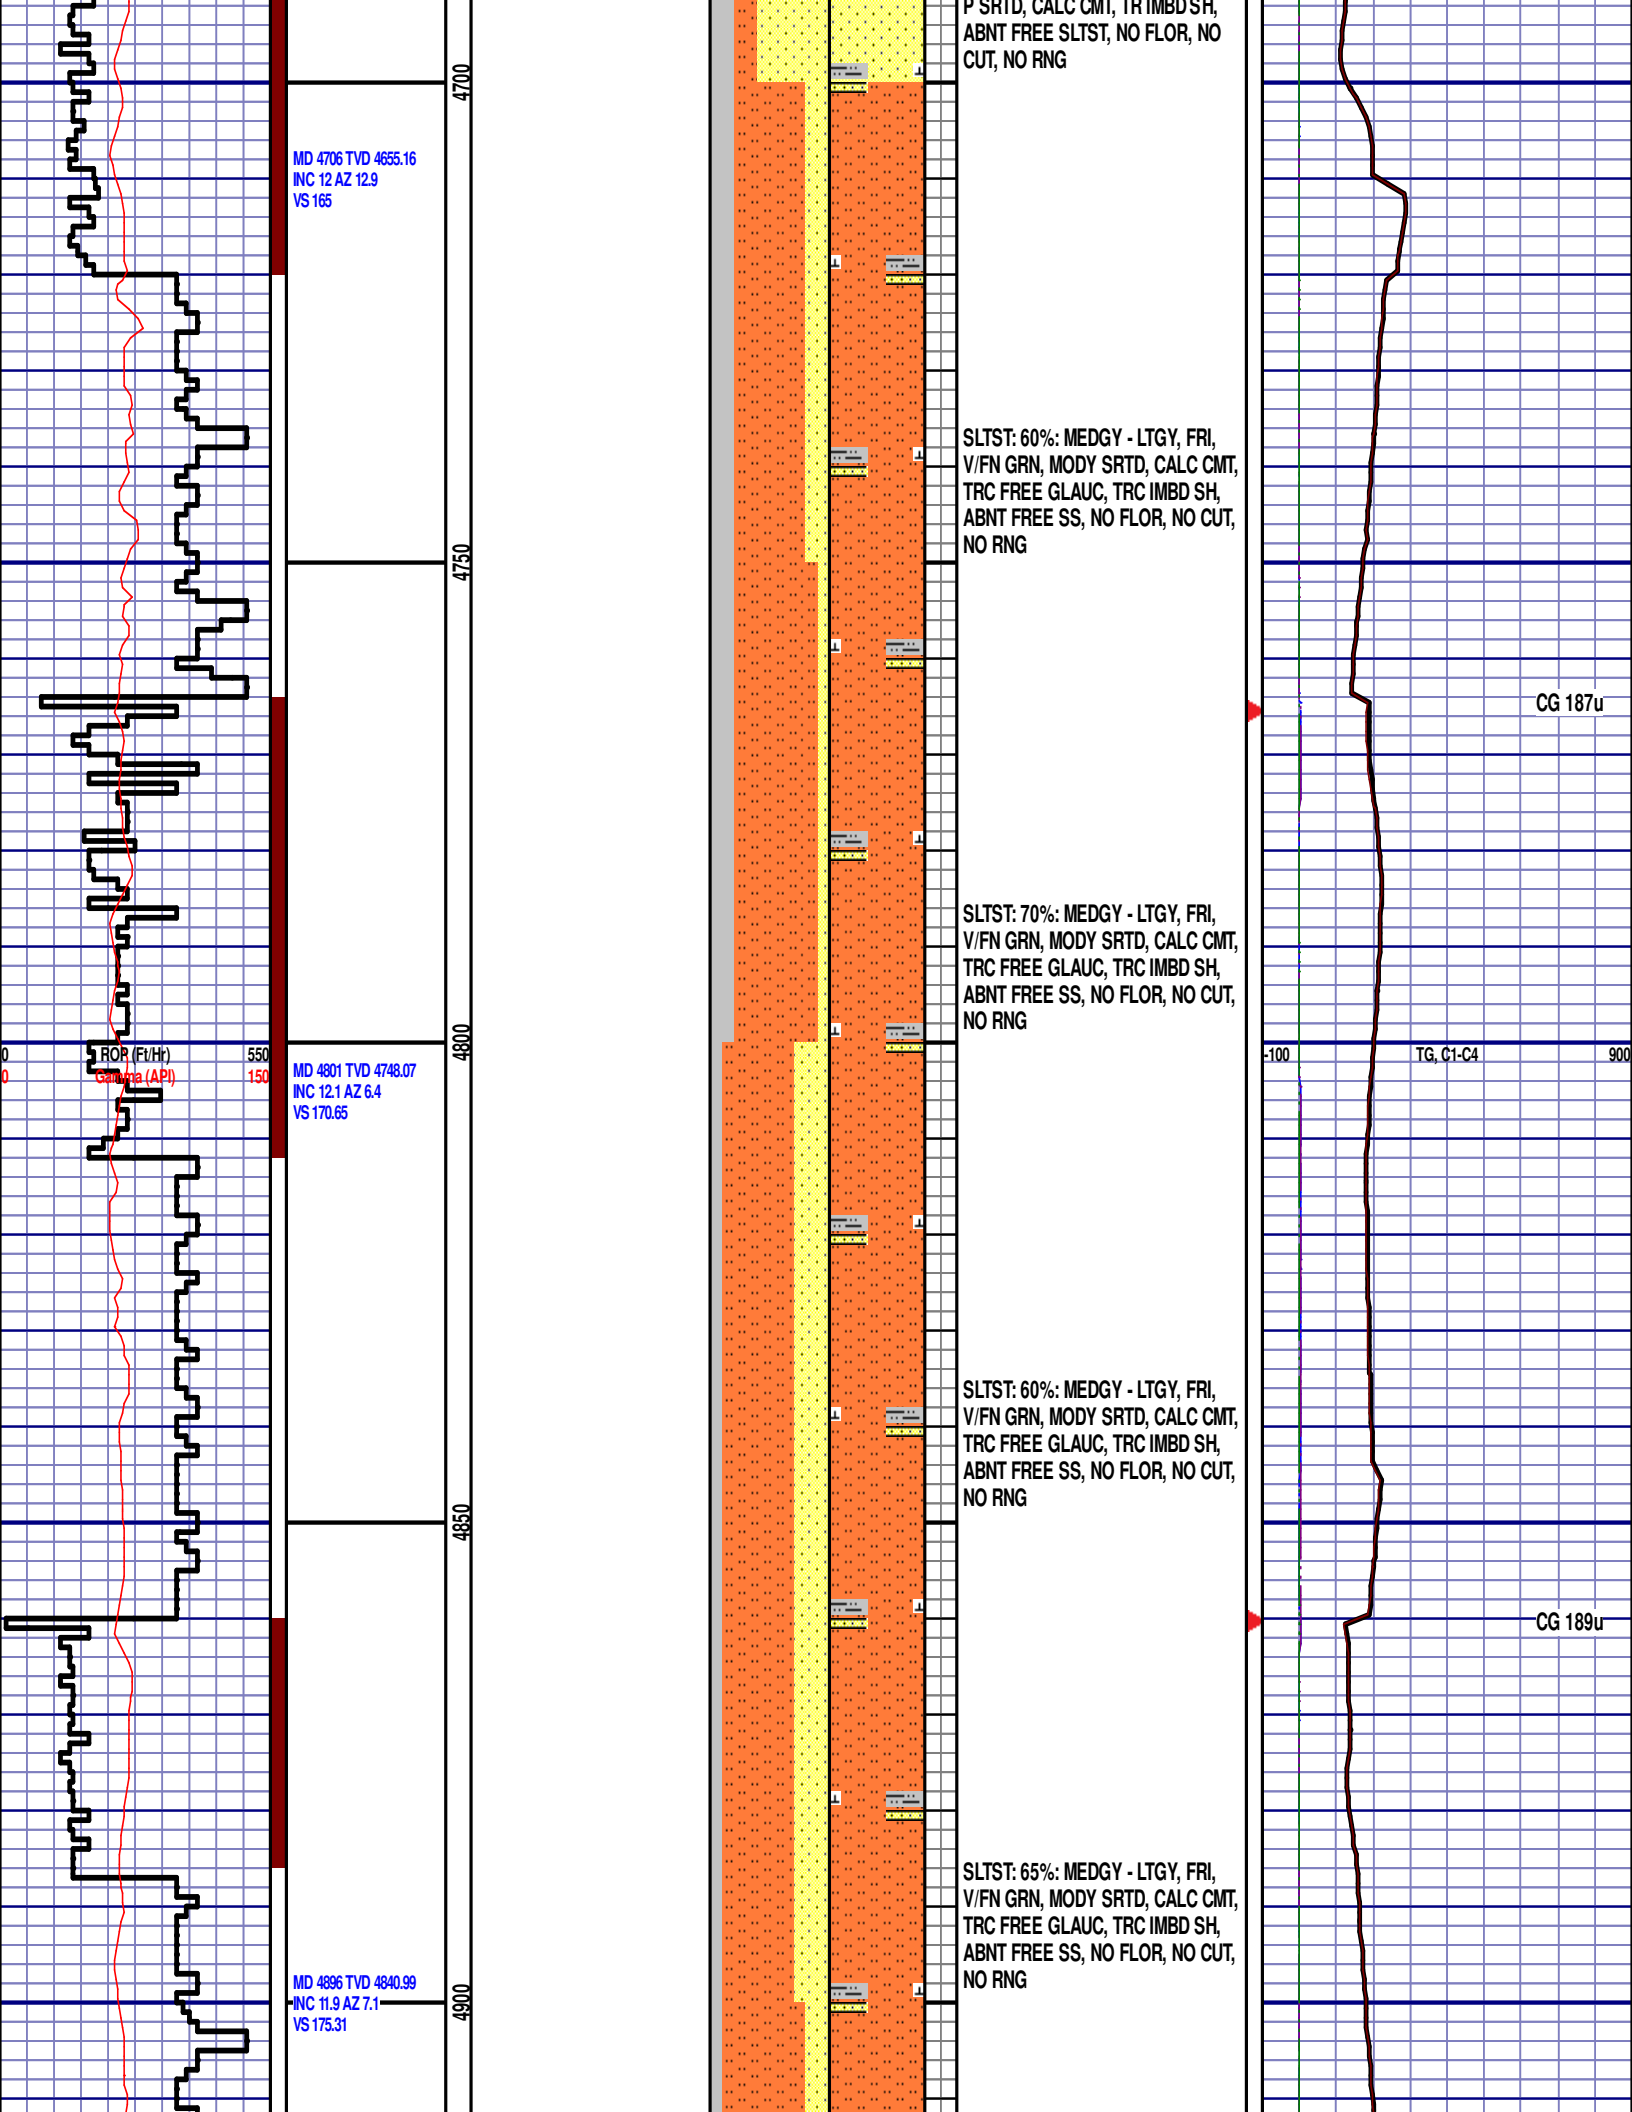 P SRTD, CALC CMT, TR IMBD SH,
ABNT FREE SLTST, NO FLOR, NO
CUT, NO RNG
4700
MD 4706 TVD 4655.16
INC 12 AZ 12.9
VS 165
SLTST: 60%: MEDGY - LTGY, FRI,
V/FN GRN, MODY SRTD, CALC CMT,
TRC FREE GLAUC, TRC IMBD SH,
ABNT FREE SS, NO FLOR, NO CUT,
NO RNG
4750
CG 187u
SLTST: 70%: MEDGY - LTGY, FRI,
V/FN GRN, MODY SRTD, CALC CMT,
TRC FREE GLAUC, TRC IMBD SH,
ABNT FREE SS, NO FLOR, NO CUT,
NO RNG
4800
0 ROP (Ft/Hr) 550
0 Gamma (API) 150
MD 4801 TVD 4748.07
INC 12.1 AZ 6.4
VS 170.65
-100 TG, C1-C4 900
SLTST: 60%: MEDGY - LTGY, FRI,
V/FN GRN, MODY SRTD, CALC CMT,
TRC FREE GLAUC, TRC IMBD SH,
ABNT FREE SS, NO FLOR, NO CUT,
NO RNG
4850
CG 189u
SLTST: 65%: MEDGY - LTGY, FRI,
V/FN GRN, MODY SRTD, CALC CMT,
TRC FREE GLAUC, TRC IMBD SH,
ABNT FREE SS, NO FLOR, NO CUT,
NO RNG
MD 4896 TVD 4840.99
INC 11.9 AZ 7.1
VS 175.31
4900